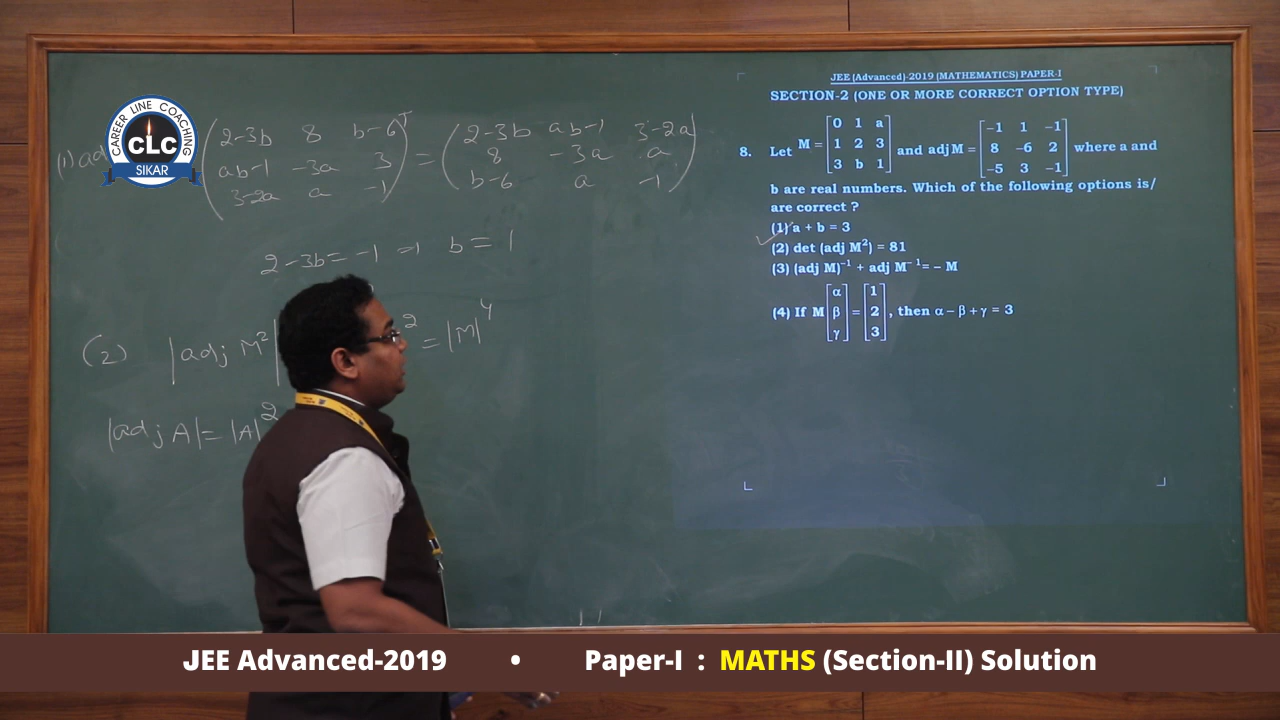 JEE (Advanced)-2019 (MATHEMATICS) PAPER-I
SECTION-2 (ONE OR MORE CORRECT OPTION TYPE)
8. Let M = [0 1 a; 1 2 3; 3 b 1] and adj M = [-1 1 -1; 8 -6 2; -5 3 -1] where a and
b are real numbers. Which of the following options is/
are correct ?
(1) a + b = 3
(2) det (adj M²) = 81
(3) (adj M)⁻¹ + adj M⁻¹ = – M
(4) If M [α; β; γ] = [1; 2; 3], then α – β + γ = 3
CAREER LINE COACHING
CLC
SIKAR
(1) ad
2-3b 8 b-6 T
ab-1 -3a 3
3-2a a -1
=
2-3b ab-1 3-2a
8 -3a a
b-6 a -1
2-3b = -1 ⇒ b = 1
(2) |adj M²| 2 = |M|⁴
|adj A| = |A|²
JEE Advanced-2019 • Paper-I : MATHS (Section-II) Solution